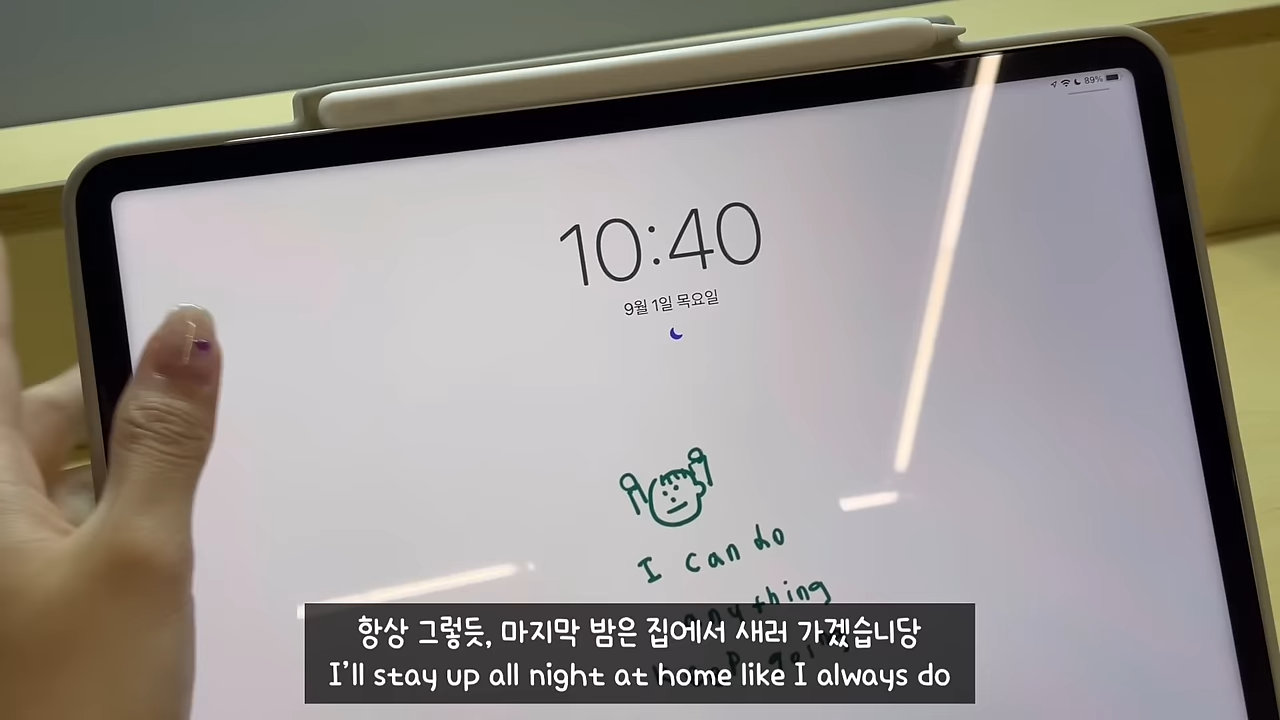 89%
10:40
9월 1일 목요일
I can do
anything
항상 그렇듯, 마지막 밤은 집에서 새러 가겠습니당
I'll stay up all night at home like I always do